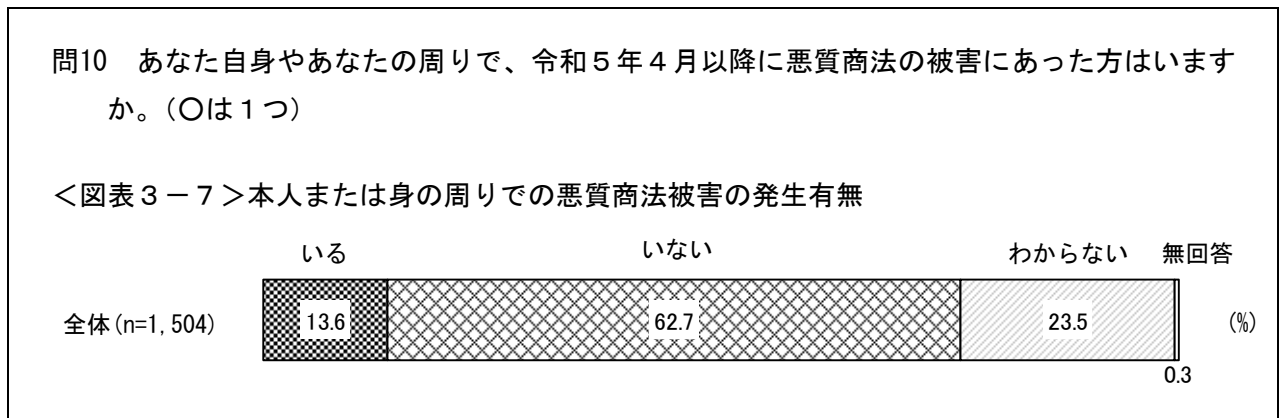 問10　あなた自身やあなたの周りで、令和５年４月以降に悪質商法の被害にあった方はいます
か。（〇は１つ）
＜図表３－７＞本人または身の周りでの悪質商法被害の発生有無
いる　いない　わからない　無回答
全体(n=1,504)　13.6　62.7　23.5　(%)
0.3